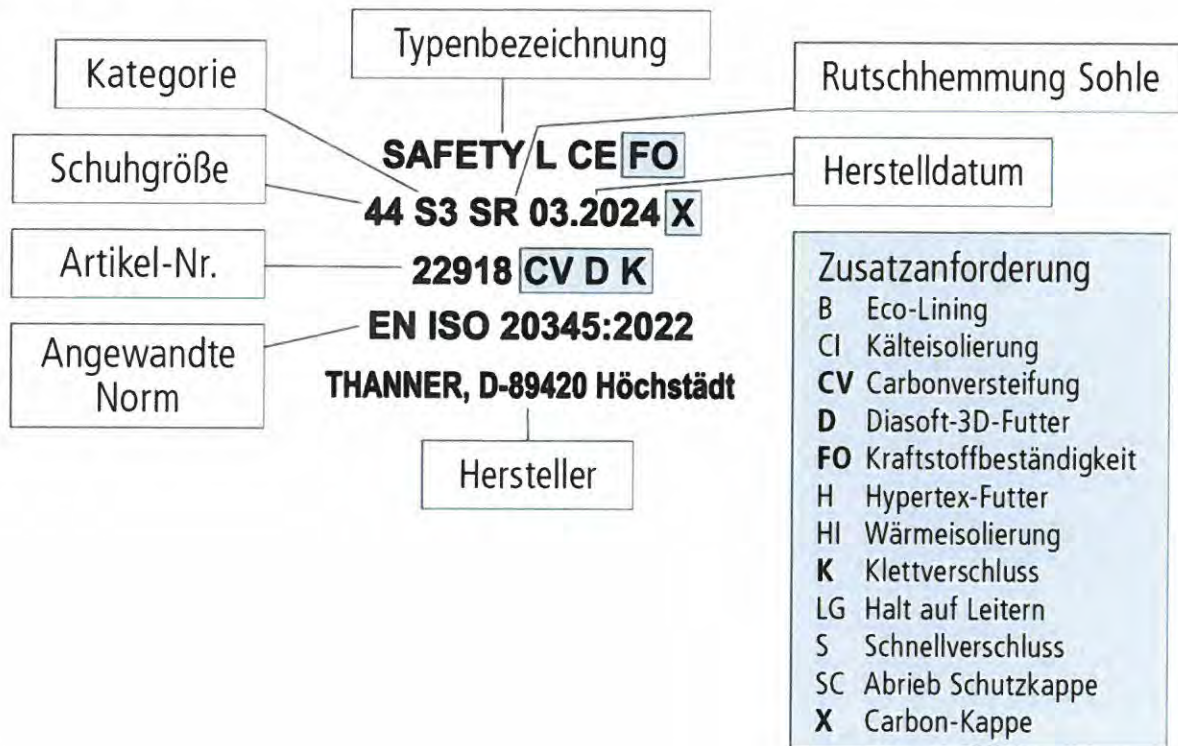 Typenbezeichnung
Kategorie
Rutschhemmung Sohle
SAFETY L CE FO
Schuhgröße
Herstelldatum
44 S3 SR 03.2024 X
Artikel-Nr.
22918 CV D K
Angewandte
Norm
EN ISO 20345:2022
THANNER, D-89420 Höchstädt
Hersteller
Zusatzanforderung
B Eco-Lining
CI Kälteisolierung
CV Carbonversteifung
D Diasoft-3D-Futter
FO Kraftstoffbeständigkeit
H Hypertex-Futter
HI Wärmeisolierung
K Klettverschluss
LG Halt auf Leitern
S Schnellverschluss
SC Abrieb Schutzkappe
X Carbon-Kappe